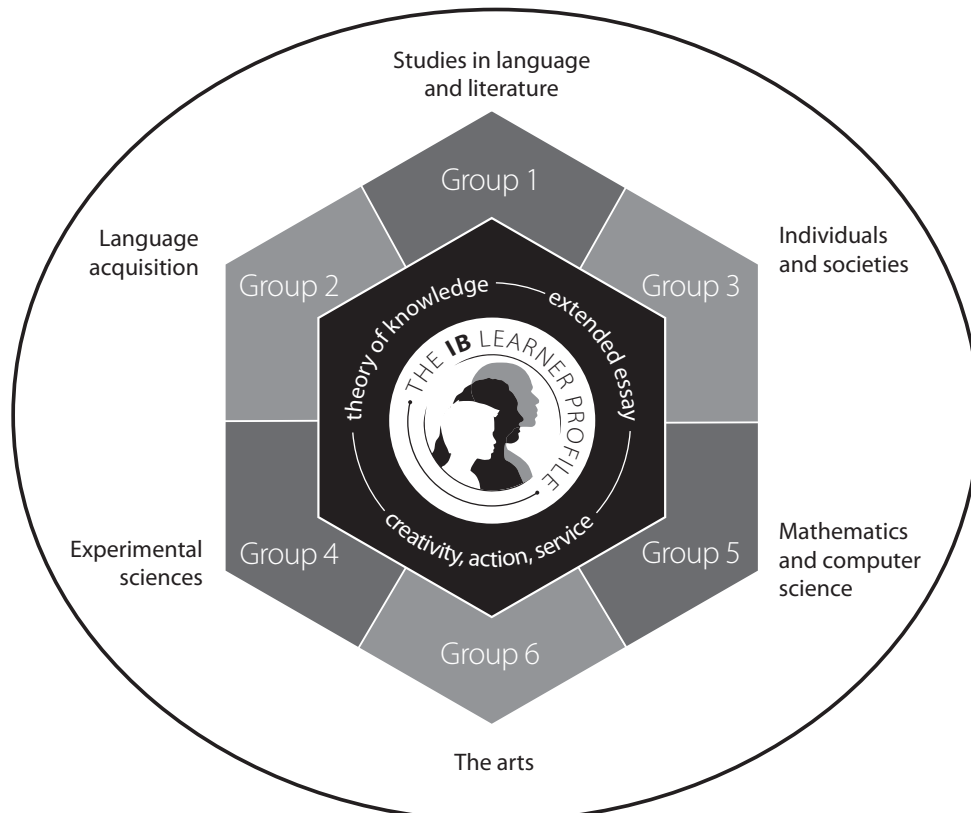 Studies in language
and literature
Group 1
Language
acquisition
Group 2
Individuals
and societies
Group 3
theory of knowledge
extended essay
THE IB LEARNER PROFILE
creativity, action, service
Experimental
sciences
Group 4
Mathematics
and computer
science
Group 5
Group 6
The arts